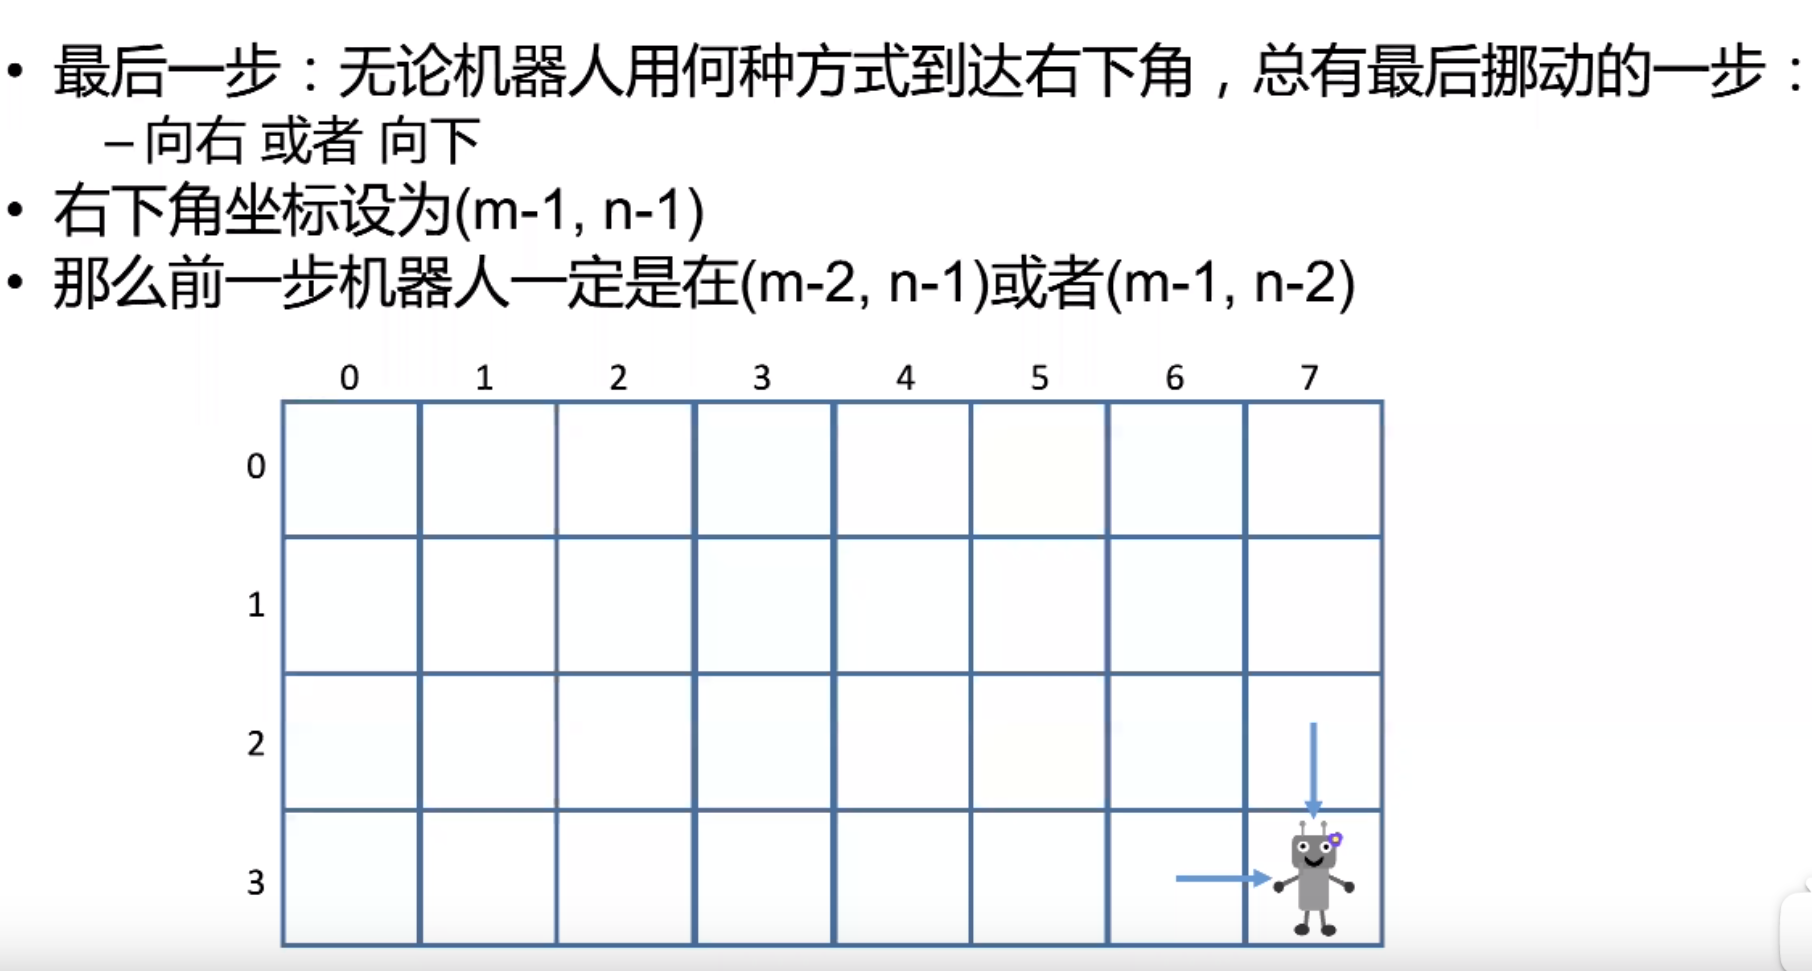 • 最后一步：无论机器人用何种方式到达右下角，总有最后挪动的一步：
– 向右 或者 向下
• 右下角坐标设为(m-1, n-1)
• 那么前一步机器人一定是在(m-2, n-1)或者(m-1, n-2)
0 1 2 3 4 5 6 7
0
1
2
3